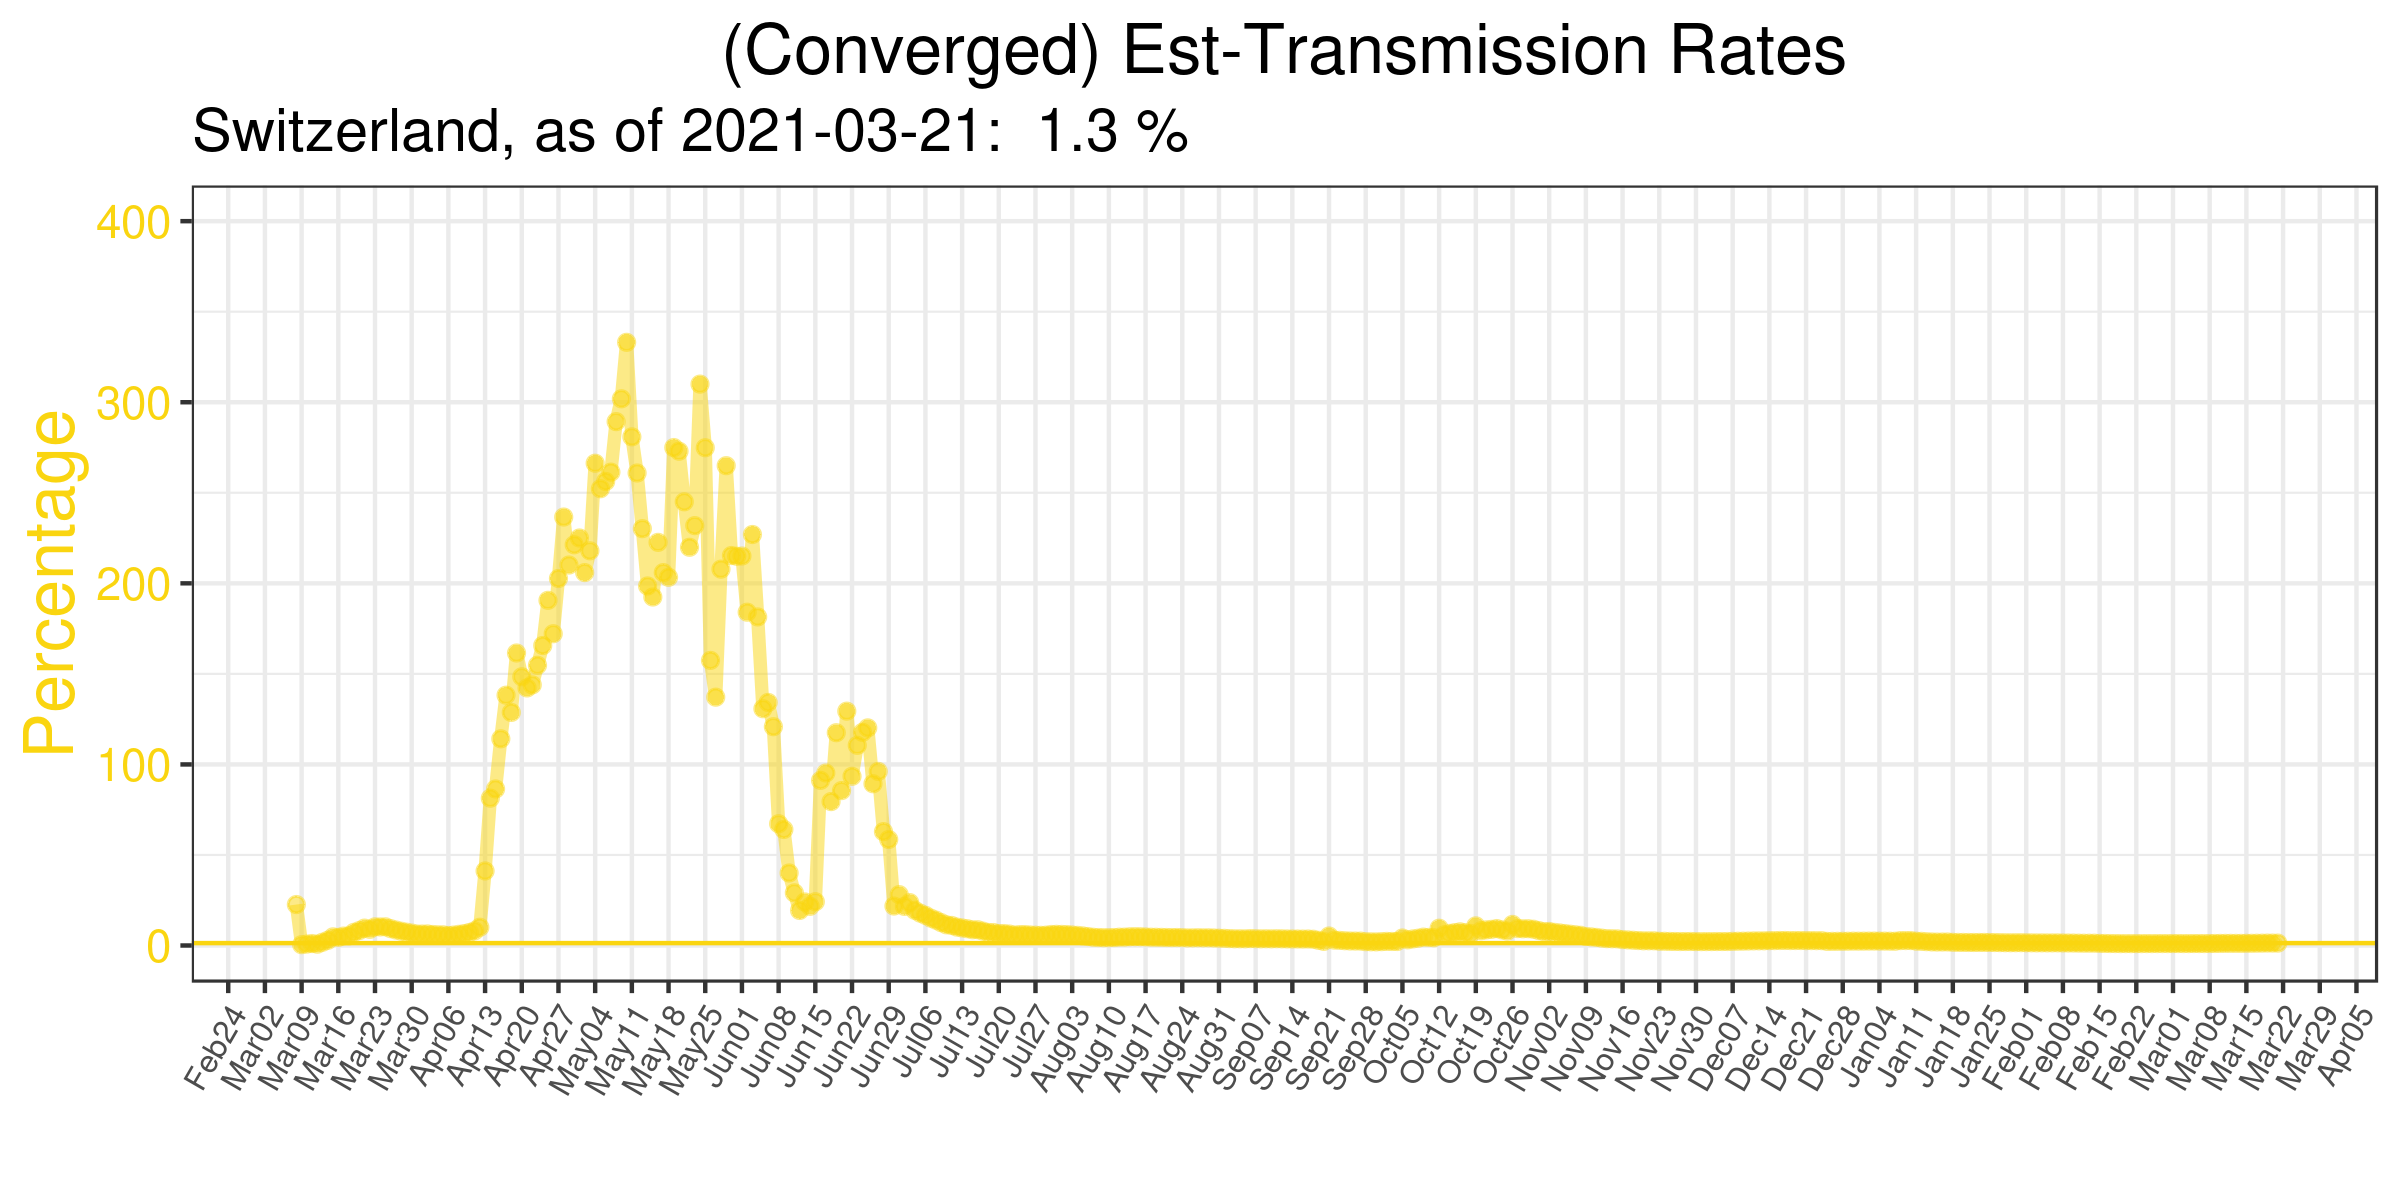 (Converged) Est-Transmission Rates
Switzerland, as of 2021-03-21:  1.3 %
Percentage
400
300
200
100
0
Feb24
Mar02
Mar09
Mar16
Mar23
Mar30
Apr06
Apr13
Apr20
Apr27
May04
May11
May18
May25
Jun01
Jun08
Jun15
Jun22
Jun29
Jul06
Jul13
Jul20
Jul27
Aug03
Aug10
Aug17
Aug24
Aug31
Sep07
Sep14
Sep21
Sep28
Oct05
Oct12
Oct19
Oct26
Nov02
Nov09
Nov16
Nov23
Nov30
Dec07
Dec14
Dec21
Dec28
Jan04
Jan11
Jan18
Jan25
Feb01
Feb08
Feb15
Feb22
Mar01
Mar08
Mar15
Mar22
Mar29
Apr05